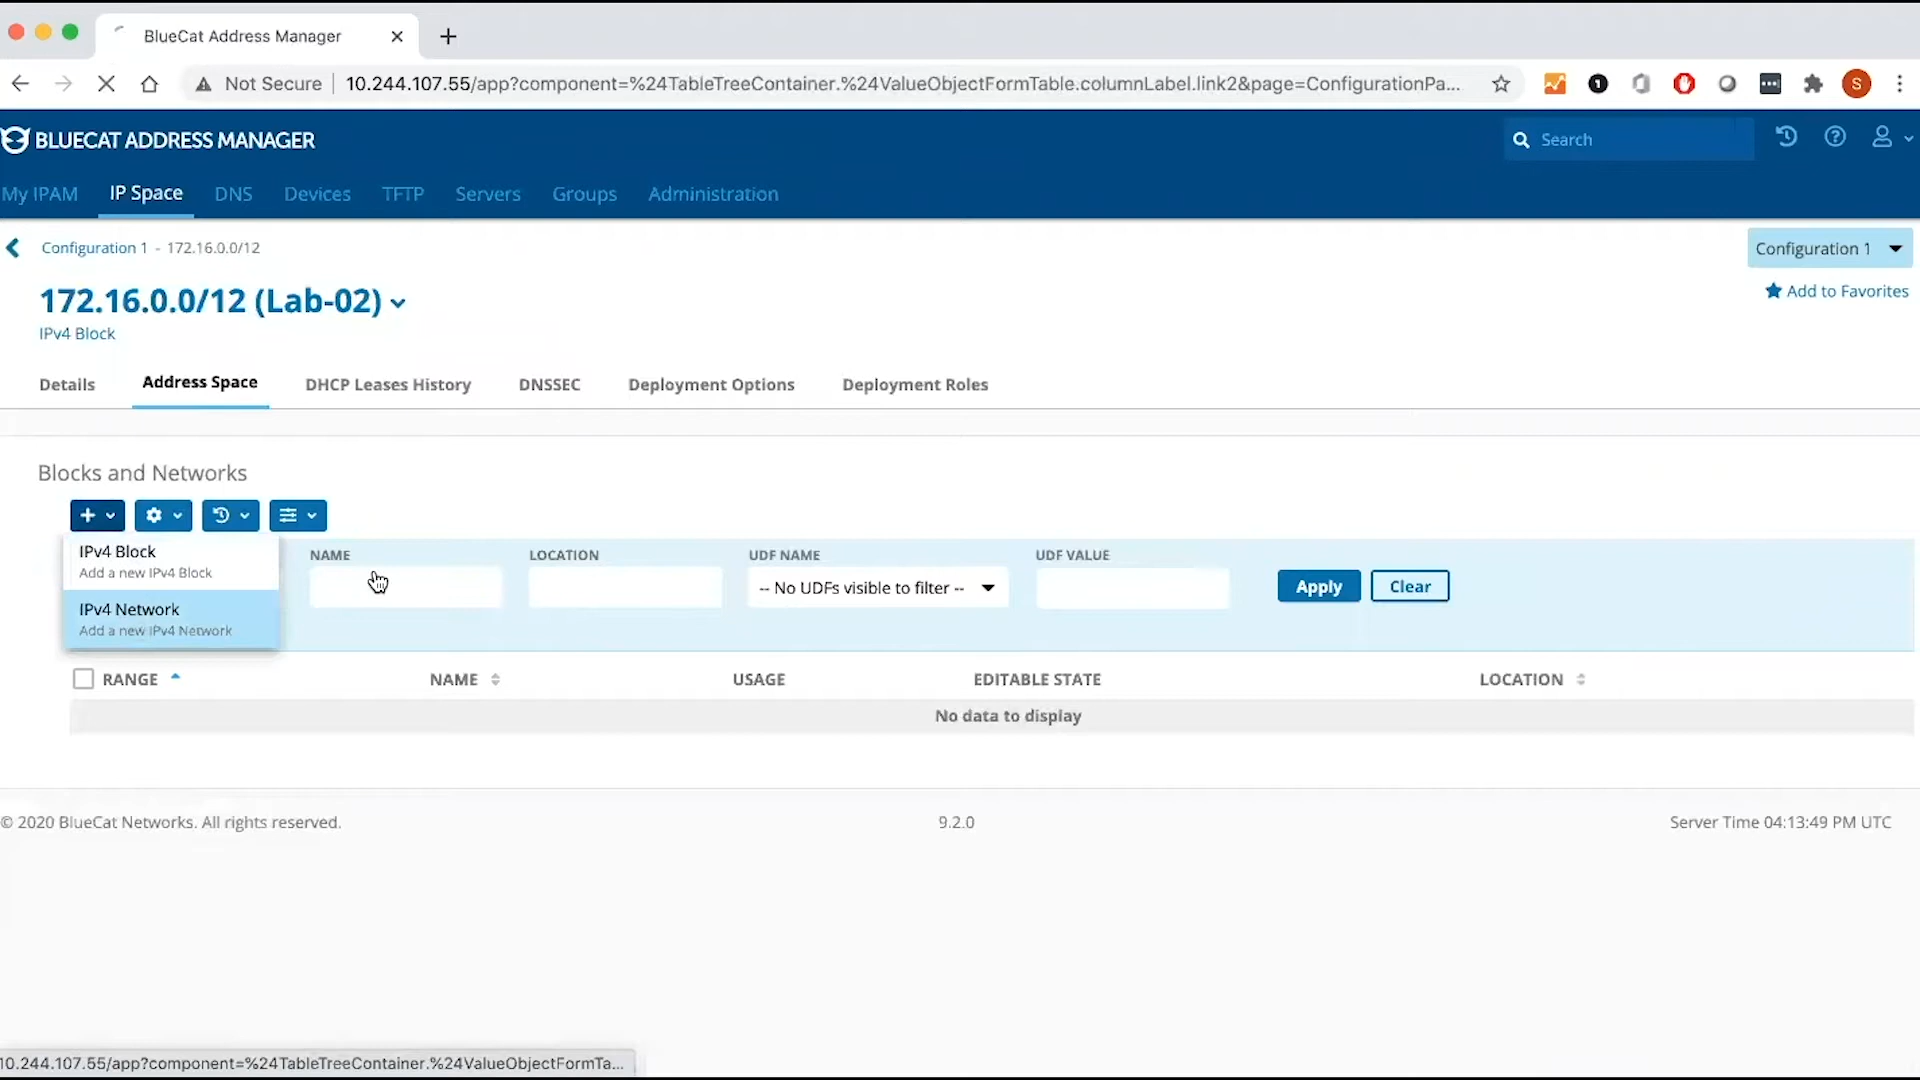 BlueCat Address Manager
Not Secure
10.244.107.55/app?component=%24TableTreeContainer.%24ValueObjectFormTable.columnLabel.link2&page=ConfigurationPa...
S
BLUECAT ADDRESS MANAGER
Search
My IPAM
IP Space
DNS
Devices
TFTP
Servers
Groups
Administration
Configuration 1 - 172.16.0.0/12
Configuration 1
172.16.0.0/12 (Lab-02)
Add to Favorites
IPv4 Block
Details
Address Space
DHCP Leases History
DNSSEC
Deployment Options
Deployment Roles
Blocks and Networks
IPv4 Block
Add a new IPv4 Block
IPv4 Network
Add a new IPv4 Network
NAME
LOCATION
UDF NAME
UDF VALUE
-- No UDFs visible to filter --
Apply
Clear
RANGE
NAME
USAGE
EDITABLE STATE
LOCATION
No data to display
© 2020 BlueCat Networks. All rights reserved.
9.2.0
Server Time 04:13:49 PM UTC
10.244.107.55/app?component=%24TableTreeContainer.%24ValueObjectFormTa...